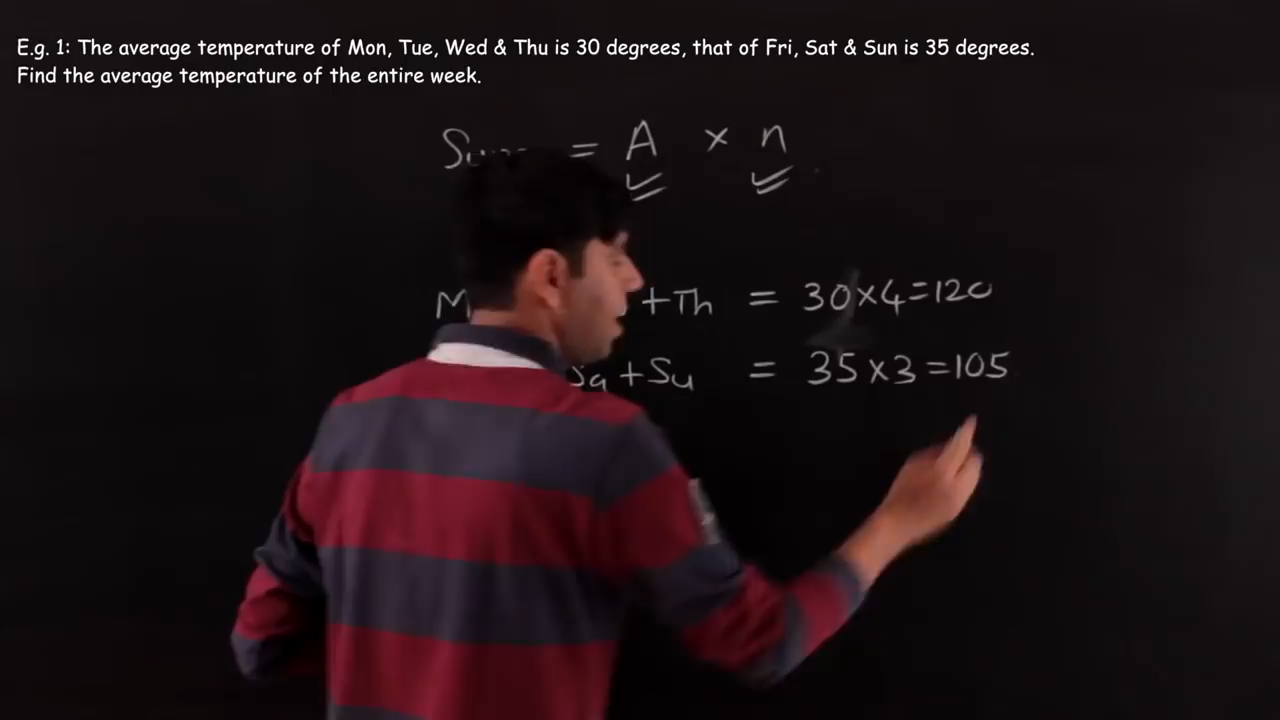 E.g. 1: The average temperature of Mon, Tue, Wed & Thu is 30 degrees, that of Fri, Sat & Sun is 35 degrees.
Find the average temperature of the entire week.
= A × n
+Th = 30×4=120
Sa +Su = 35×3=105